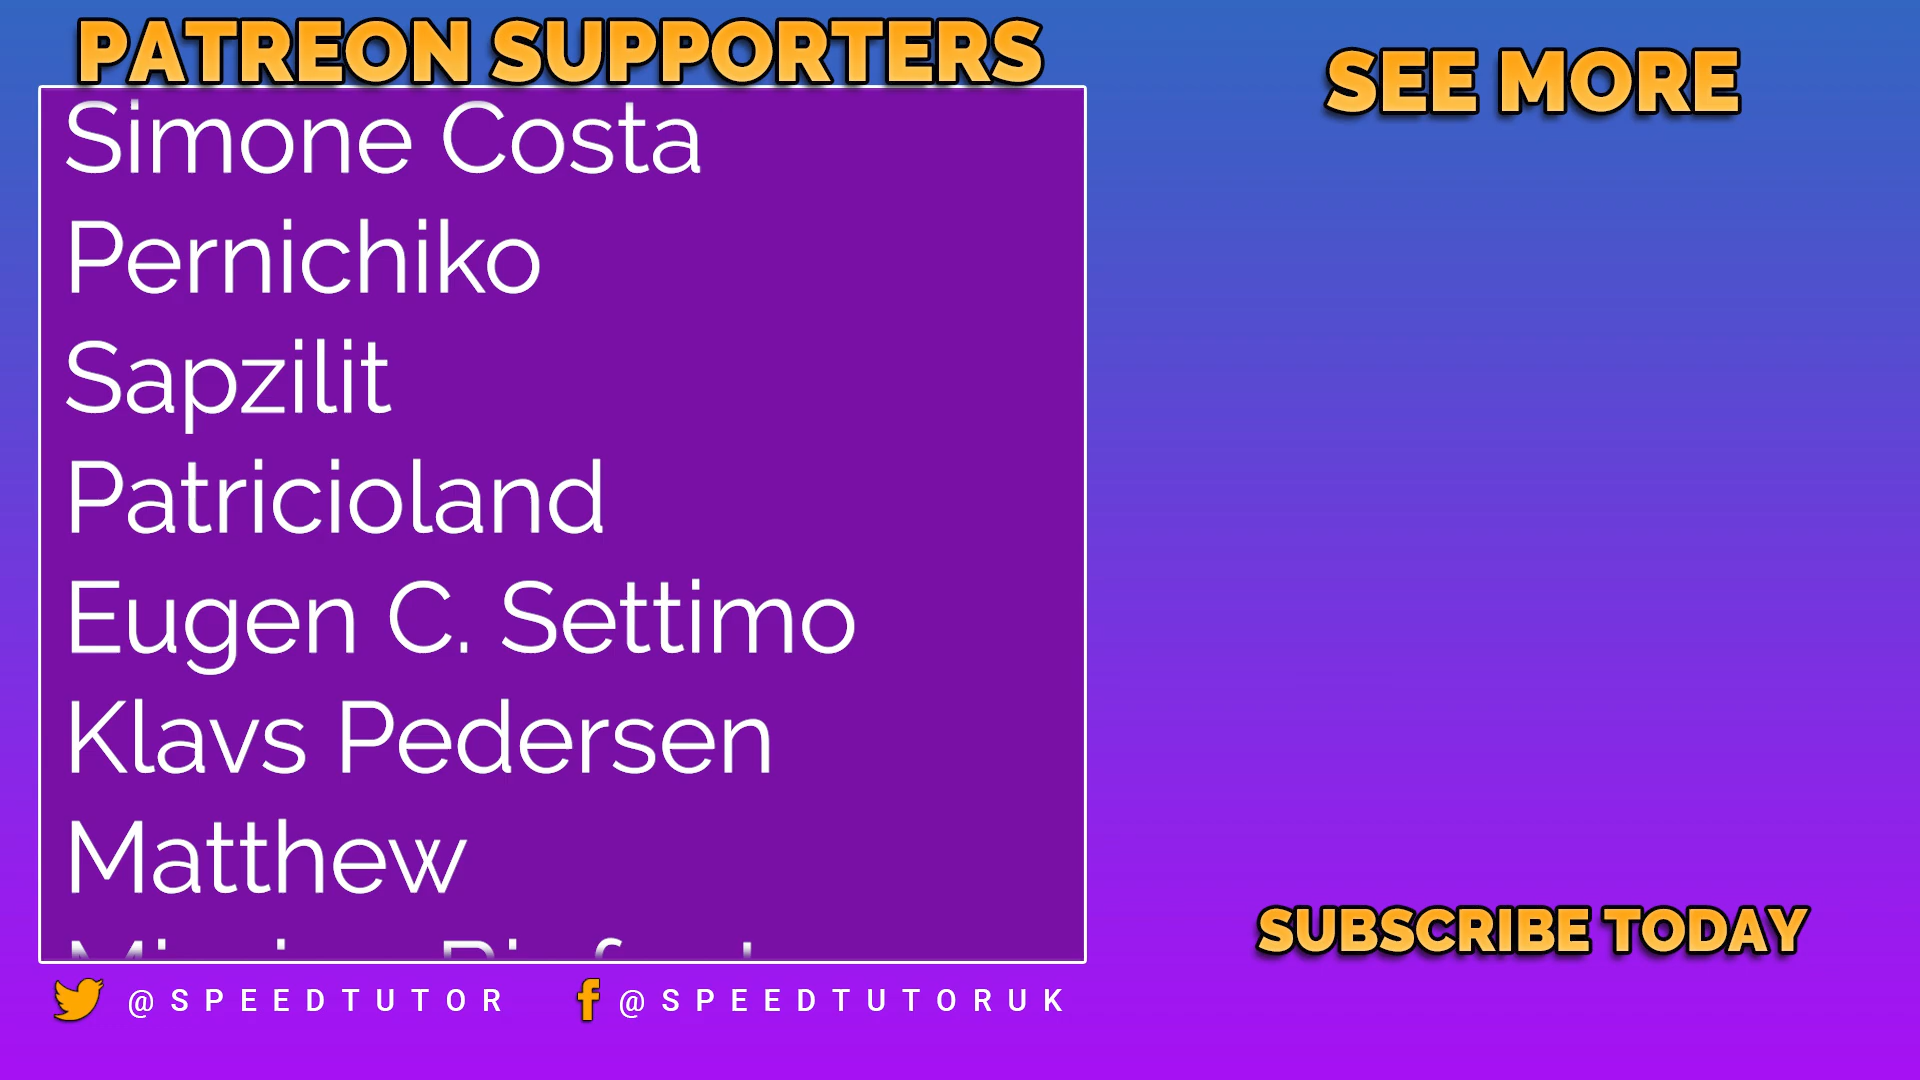 PATREON SUPPORTERS
Simone Costa
Pernichiko
Sapzilit
Patricioland
Eugen C. Settimo
Klavs Pedersen
Matthew
@SPEEDTUTOR
@SPEEDTUTORUK
SEE MORE
SUBSCRIBE TODAY